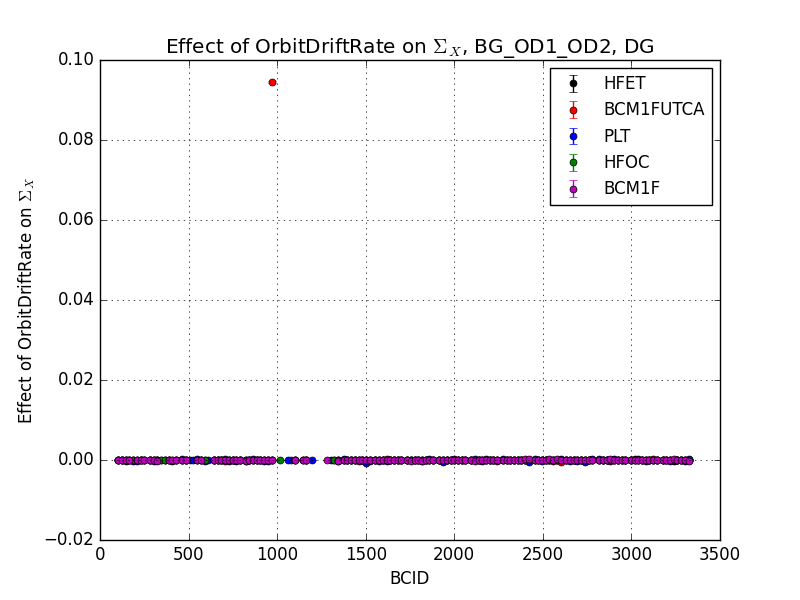 Effect of OrbitDriftRate on Σ_X, BG_OD1_OD2, DG
0.10
0.08
0.06
0.04
0.02
0.00
−0.02
Effect of OrbitDriftRate on Σ_X
HFET
BCM1FUTCA
PLT
HFOC
BCM1F
0 500 1000 1500 2000 2500 3000 3500
BCID